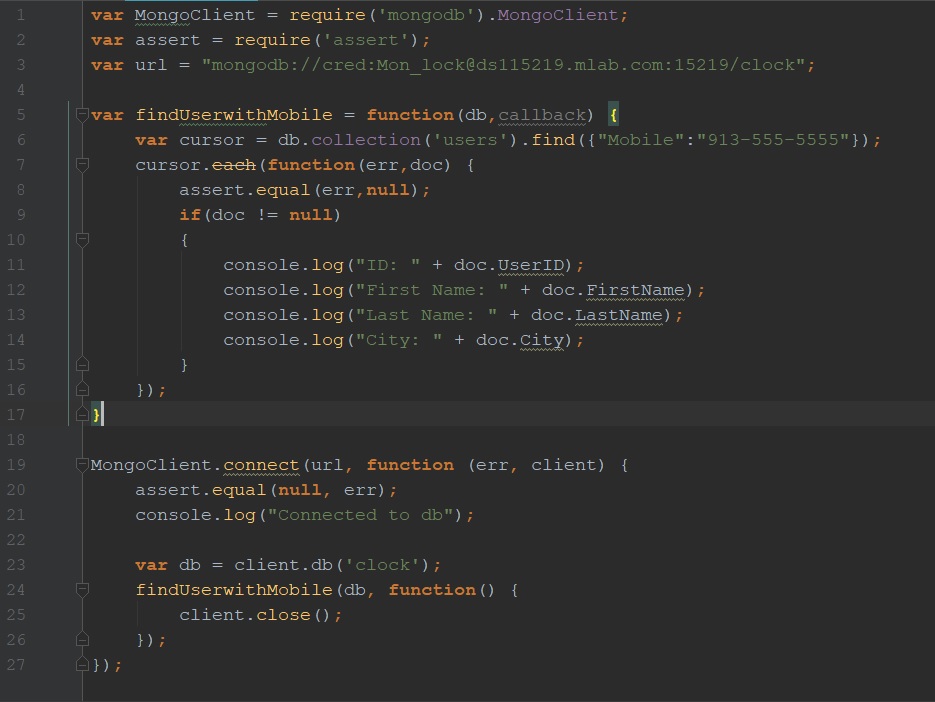 1 var MongoClient = require('mongodb').MongoClient;
2 var assert = require('assert');
3 var url = "mongodb://cred:Mon_lock@ds115219.mlab.com:15219/clock";
4
5 var findUserwithMobile = function(db,callback) {
6     var cursor = db.collection('users').find({"Mobile":"913-555-5555"});
7     cursor.each(function(err,doc) {
8         assert.equal(err,null);
9         if(doc != null)
10         {
11             console.log("ID: " + doc.UserID);
12             console.log("First Name: " + doc.FirstName);
13             console.log("Last Name: " + doc.LastName);
14             console.log("City: " + doc.City);
15         }
16     });
17 }
18
19 MongoClient.connect(url, function (err, client) {
20     assert.equal(null, err);
21     console.log("Connected to db");
22
23     var db = client.db('clock');
24     findUserwithMobile(db, function() {
25         client.close();
26     });
27 });